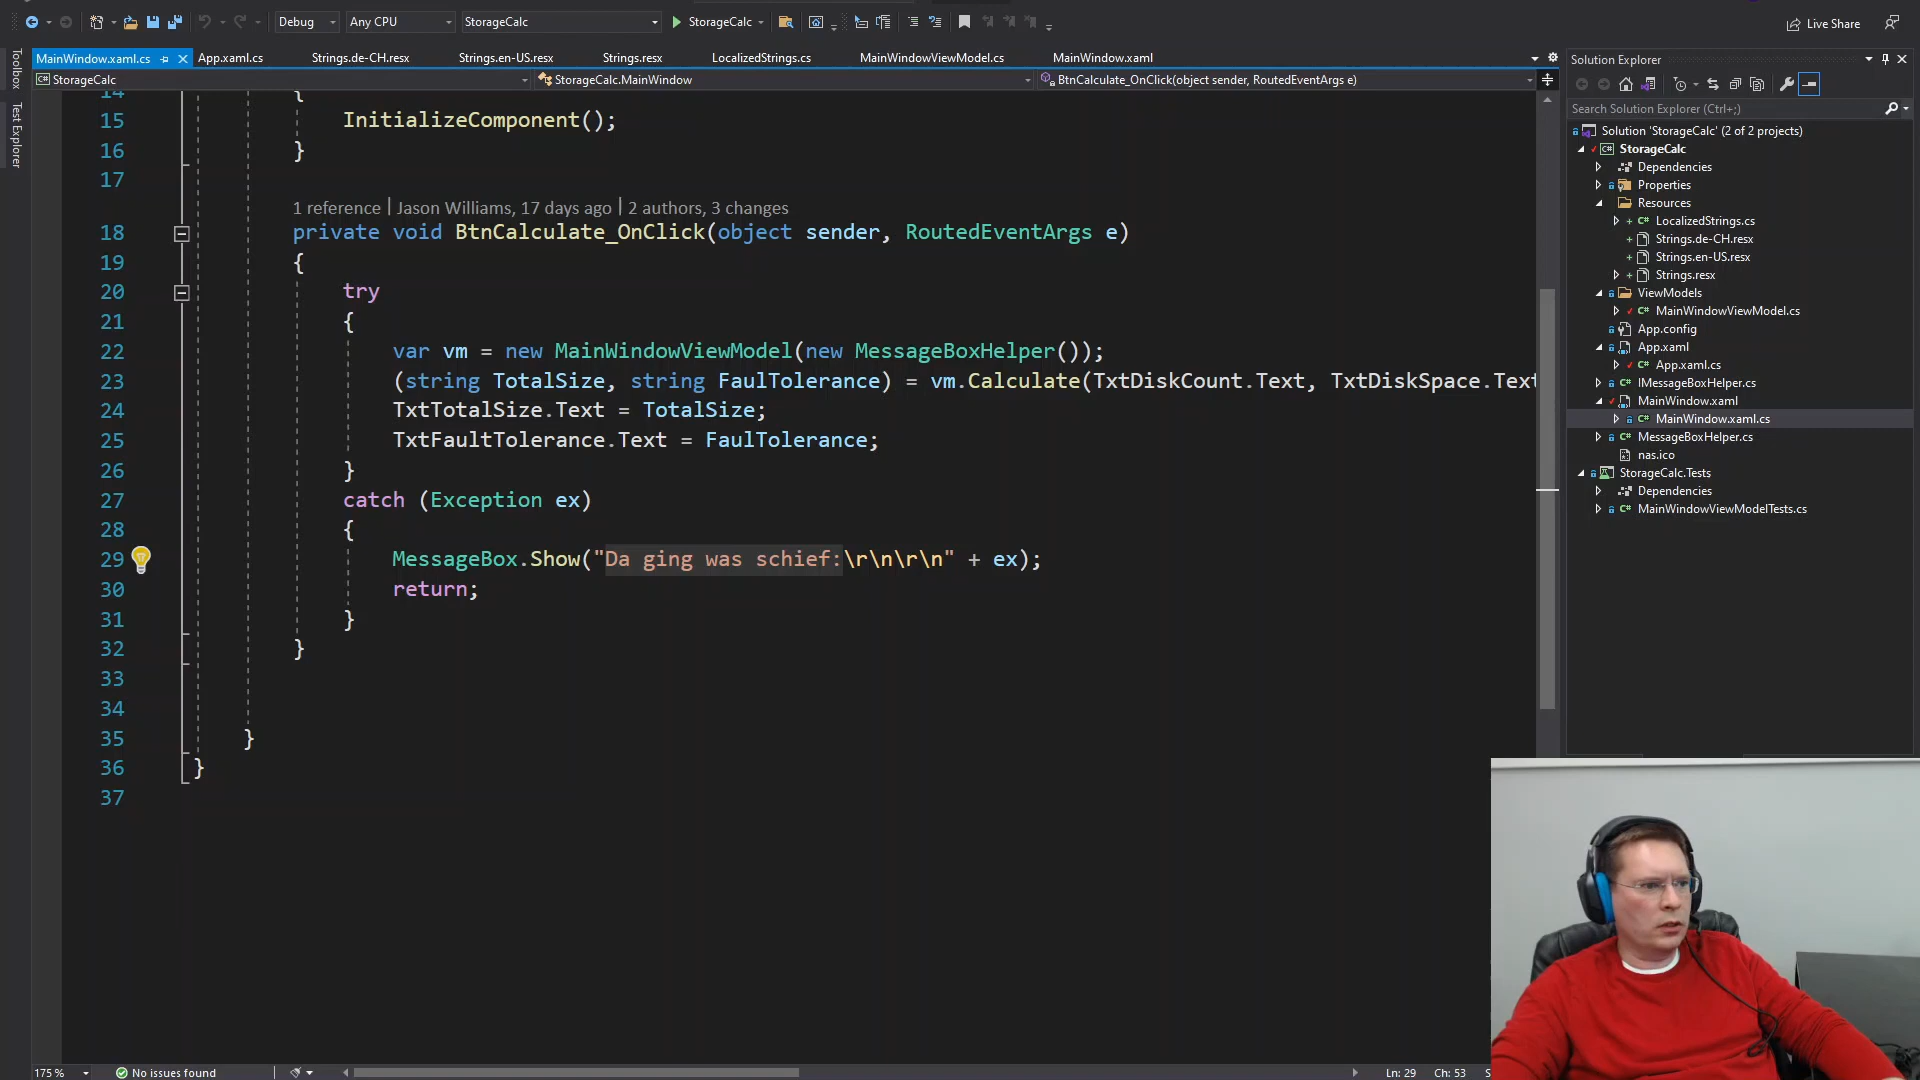 Debug
Any CPU
StorageCalc
StorageCalc
Live Share
Toolbox
Test Explorer
MainWindow.xaml.cs
App.xaml.cs
Strings.de-CH.resx
Strings.en-US.resx
Strings.resx
LocalizedStrings.cs
MainWindowViewModel.cs
MainWindow.xaml
StorageCalc
StorageCalc.MainWindow
BtnCalculate_OnClick(object sender, RoutedEventArgs e)
14 {
15 InitializeComponent();
16 }
17
1 reference | Jason Williams, 17 days ago | 2 authors, 3 changes
18 private void BtnCalculate_OnClick(object sender, RoutedEventArgs e)
19 {
20 try
21 {
22 var vm = new MainWindowViewModel(new MessageBoxHelper());
23 (string TotalSize, string FaulTolerance) = vm.Calculate(TxtDiskCount.Text, TxtDiskSpace.Text
24 TxtTotalSize.Text = TotalSize;
25 TxtFaultTolerance.Text = FaulTolerance;
26 }
27 catch (Exception ex)
28 {
29 MessageBox.Show("Da ging was schief:\r\n\r\n" + ex);
30 return;
31 }
32 }
33
34
35 }
36 }
37
175 %
No issues found
Ln: 29
Ch: 53
Solution Explorer
Search Solution Explorer (Ctrl+;)
Solution 'StorageCalc' (2 of 2 projects)
StorageCalc
Dependencies
Properties
Resources
LocalizedStrings.cs
Strings.de-CH.resx
Strings.en-US.resx
Strings.resx
ViewModels
MainWindowViewModel.cs
App.config
App.xaml
App.xaml.cs
IMessageBoxHelper.cs
MainWindow.xaml
MainWindow.xaml.cs
MessageBoxHelper.cs
nas.ico
StorageCalc.Tests
Dependencies
MainWindowViewModelTests.cs